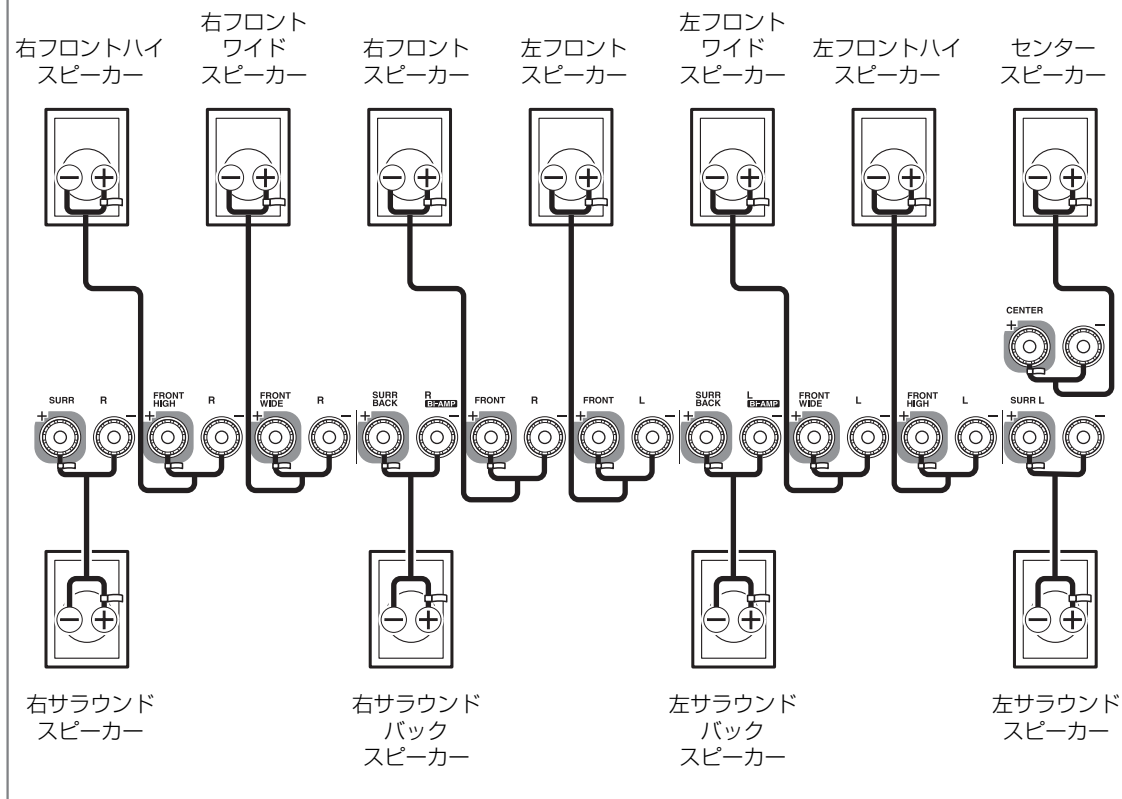 右フロントハイ
スピーカー
右フロント
ワイド
スピーカー
右フロント
スピーカー
左フロント
スピーカー
左フロント
ワイド
スピーカー
左フロントハイ
スピーカー
センター
スピーカー
− +
− +
− +
− +
− +
− +
− +
CENTER
+ −
SURR R
+ −
FRONT
HIGH R
+ −
FRONT
WIDE R
+ −
SURR
BACK R
BI-AMP
+ −
FRONT R
+ −
FRONT L
+ −
SURR
BACK L
BI-AMP
+ −
FRONT
WIDE L
+ −
FRONT
HIGH L
+ −
SURR L
+ −
− +
− +
− +
− +
右サラウンド
スピーカー
右サラウンド
バック
スピーカー
左サラウンド
バック
スピーカー
左サラウンド
スピーカー